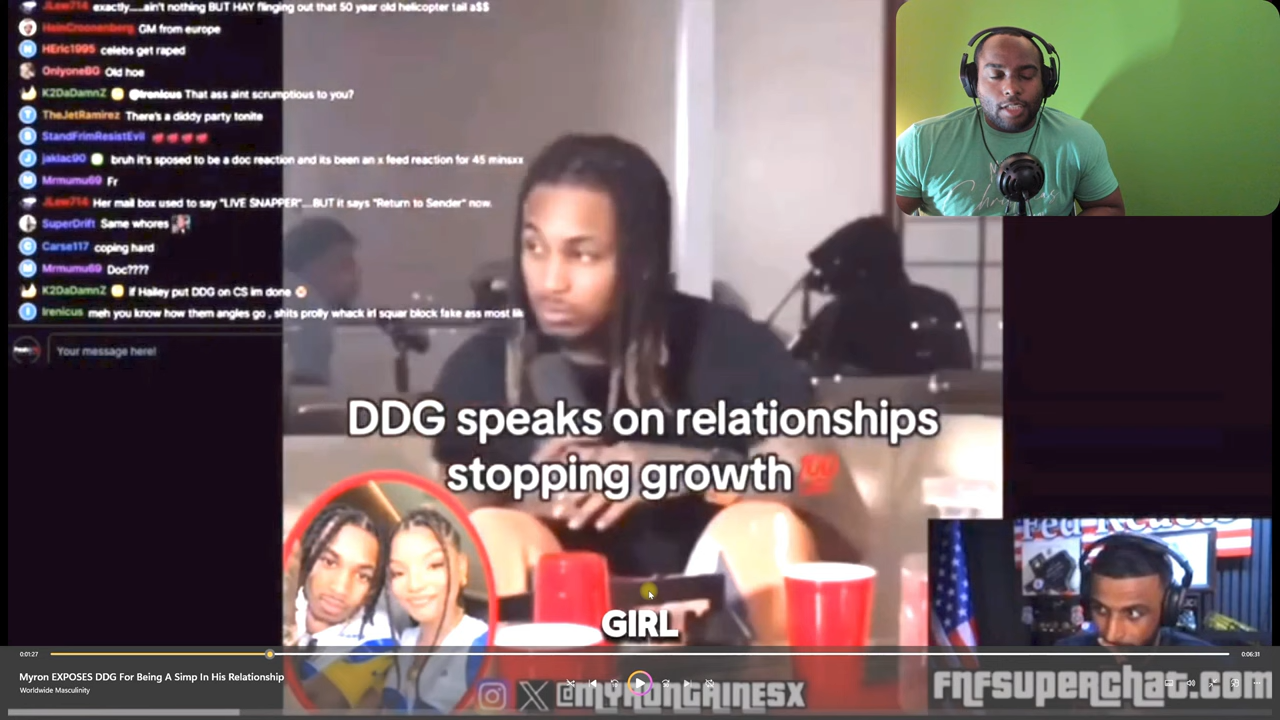 JLew714 exactly.....ain't nothing BUT HAY flinging out that 50 year old helicopter tail a$$
HeinCroonenberg GM from europe
HEric1995 celebs get raped
OnlyoneBG Old hoe
K2DaDamnZ @Irenicus That ass aint scrumptious to you?
TheJetRamirez There's a diddy party tonite
StandFrimResistEvil
jaklac90 bruh it's sposed to be a doc reaction and its been an x feed reaction for 45 minsxx
Mrmumu69 Fr
JLew714 Her mail box used to say "LIVE SNAPPER"....BUT it says "Return to Sender" now.
SuperDrift Same whores
Carse117 coping hard
Mrmumu69 Doc????
K2DaDamnZ if Hailey put DDG on CS im done
Irenicus meh you know how them angles go , shits prolly whack irl squar block fake ass most lik
Your message here!
DDG speaks on relationships
stopping growth 💯
Fed Reacts
GIRL
0:01:27
0:06:31
Myron EXPOSES DDG For Being A Simp In His Relationship
Worldwide Masculinity
@MYRONGAINESX
FNFSUPERCHAT.COM